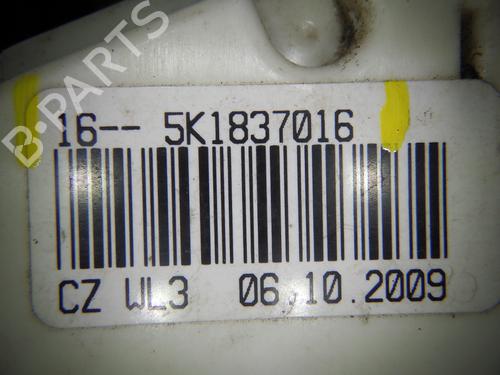 B-PARTS
16-- 5K1837016
CZ WL3 06.10.2009